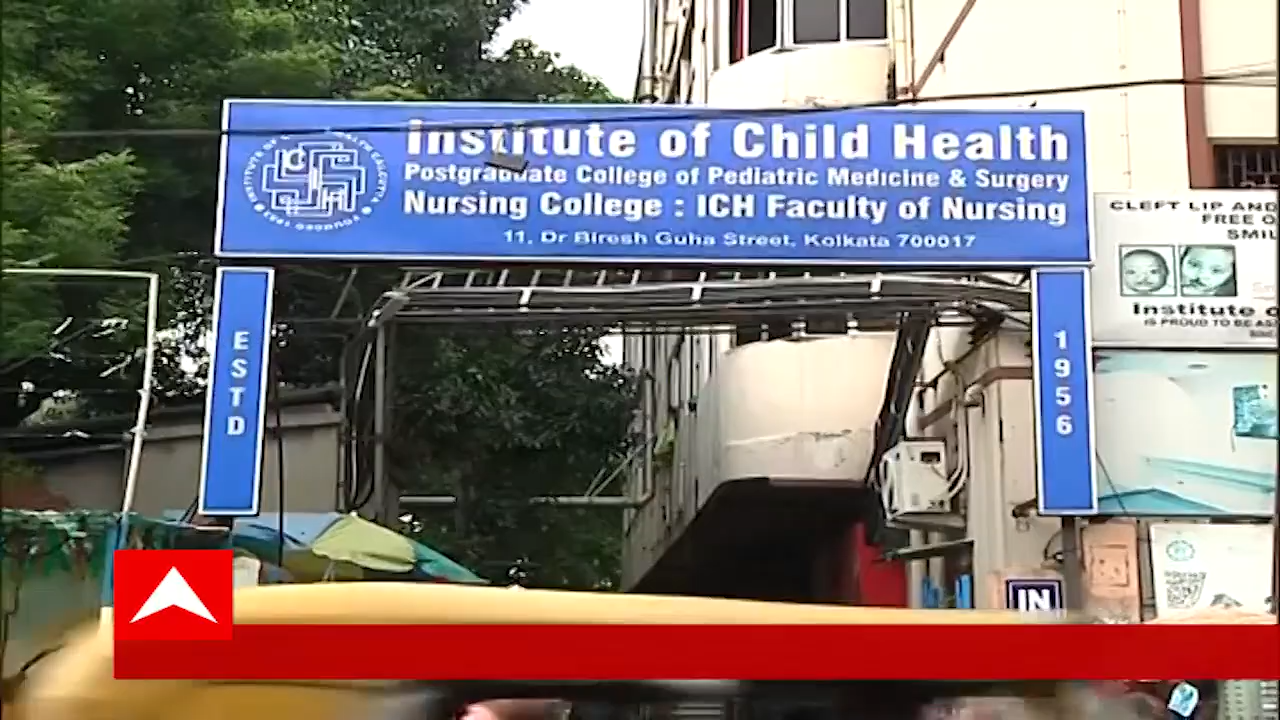 Institute of Child Health
Postgraduate College of Pediatric Medicine & Surgery
Nursing College : ICH Faculty of Nursing
11, Dr Biresh Guha Street, Kolkata 700017
ESTD
1956
CLEFT LIP AND
FREE O
SMIL
Institute o
IS PROUD TO BE AS
IN